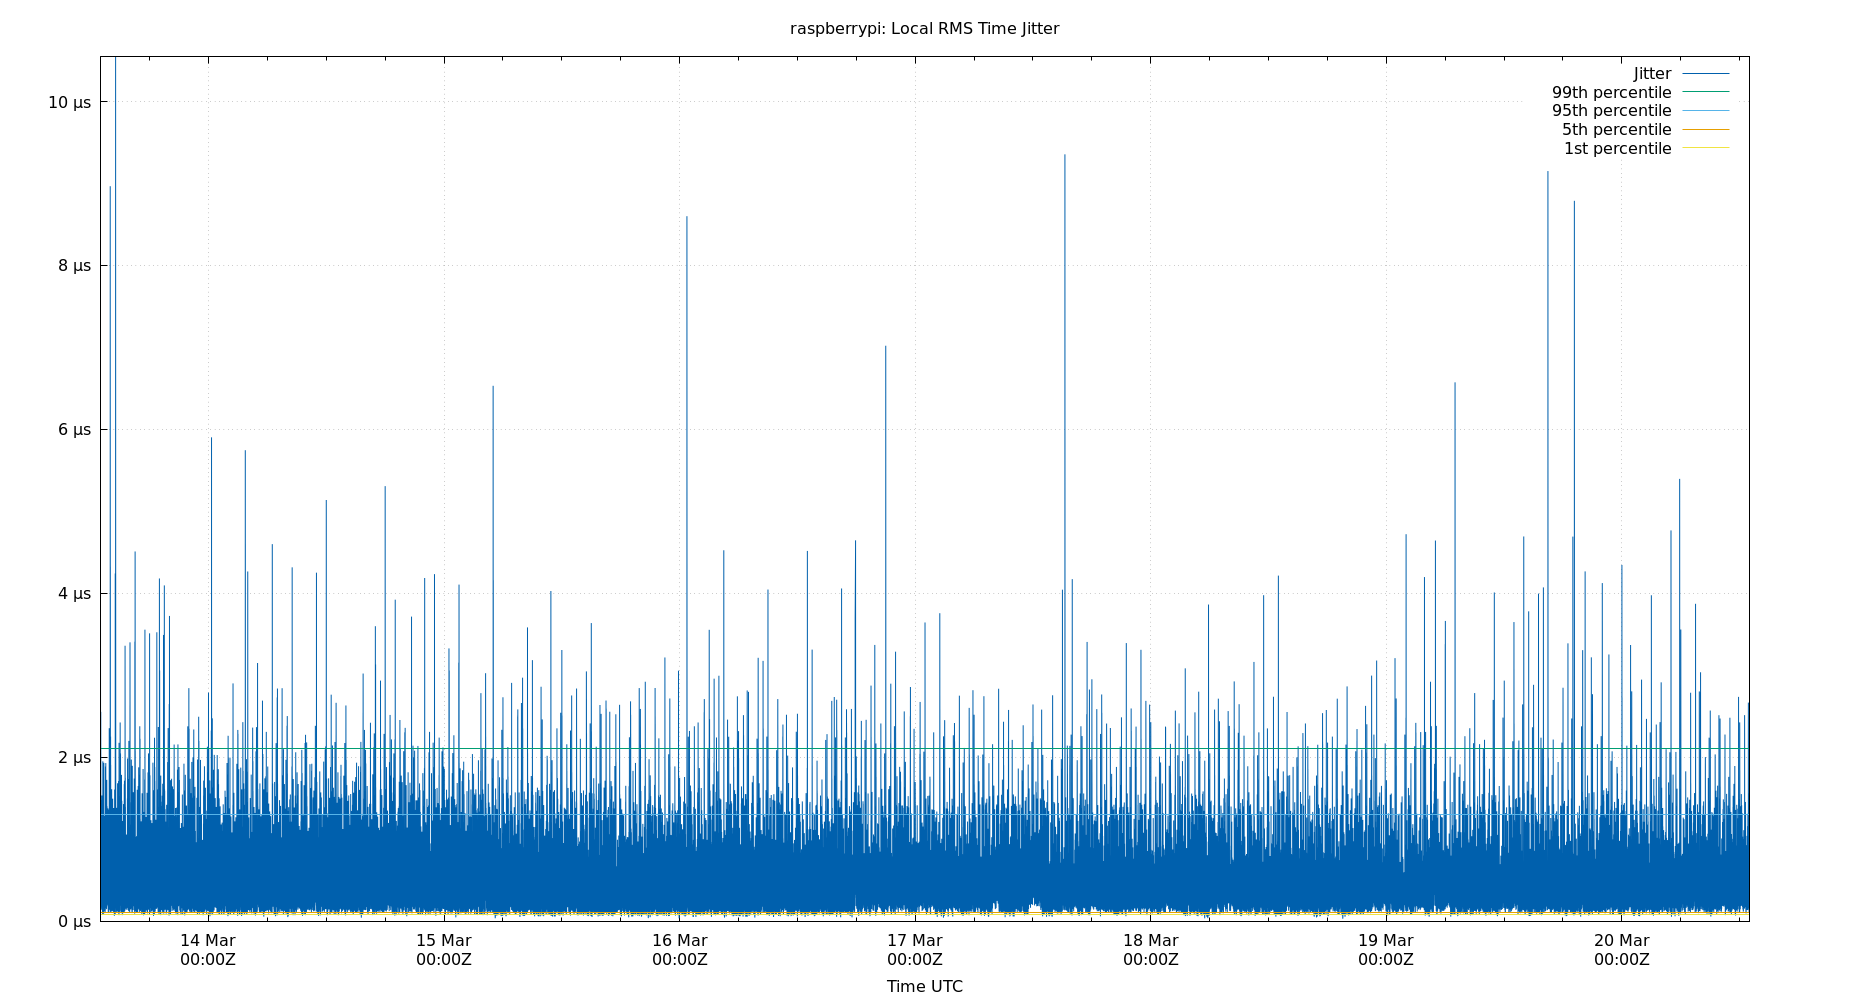 raspberrypi: Local RMS Time Jitter
Jitter
99th percentile
95th percentile
5th percentile
1st percentile
10 µs
8 µs
6 µs
4 µs
2 µs
0 µs
14 Mar
00:00Z
15 Mar
00:00Z
16 Mar
00:00Z
17 Mar
00:00Z
18 Mar
00:00Z
19 Mar
00:00Z
20 Mar
00:00Z
Time UTC